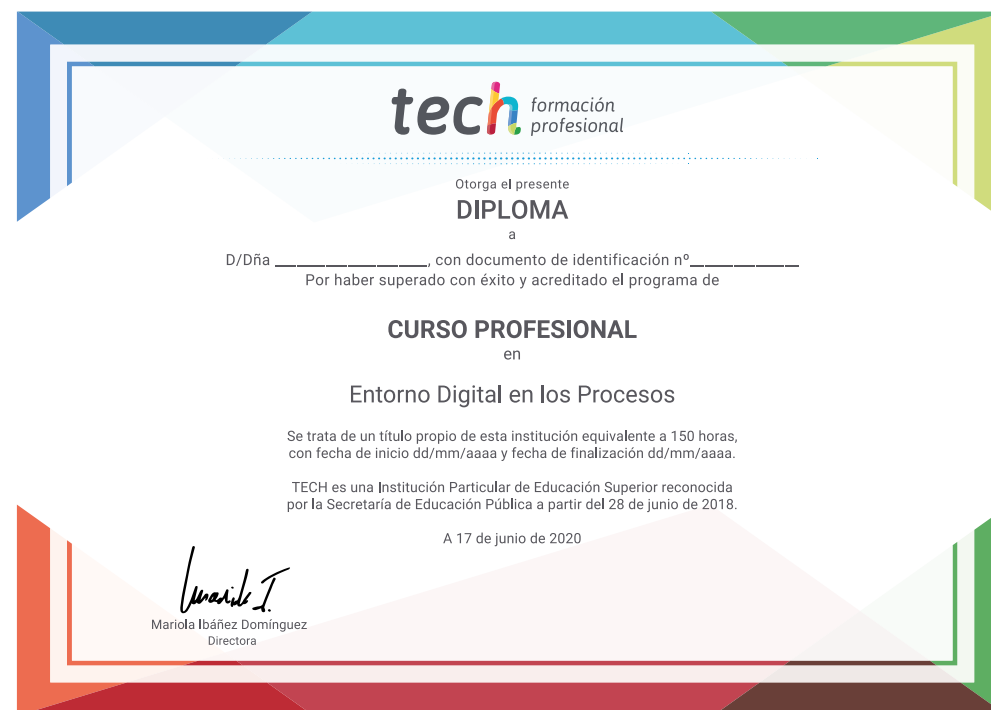 tech formación
profesional
Otorga el presente
DIPLOMA
a
D/Dña ____________________, con documento de identificación nº______________
Por haber superado con éxito y acreditado el programa de
CURSO PROFESIONAL
en
Entorno Digital en los Procesos
Se trata de un título propio de esta institución equivalente a 150 horas,
con fecha de inicio dd/mm/aaaa y fecha de finalización dd/mm/aaaa.
TECH es una Institución Particular de Educación Superior reconocida
por la Secretaría de Educación Pública a partir del 28 de junio de 2018.
A 17 de junio de 2020
Mariola Ibáñez Domínguez
Directora